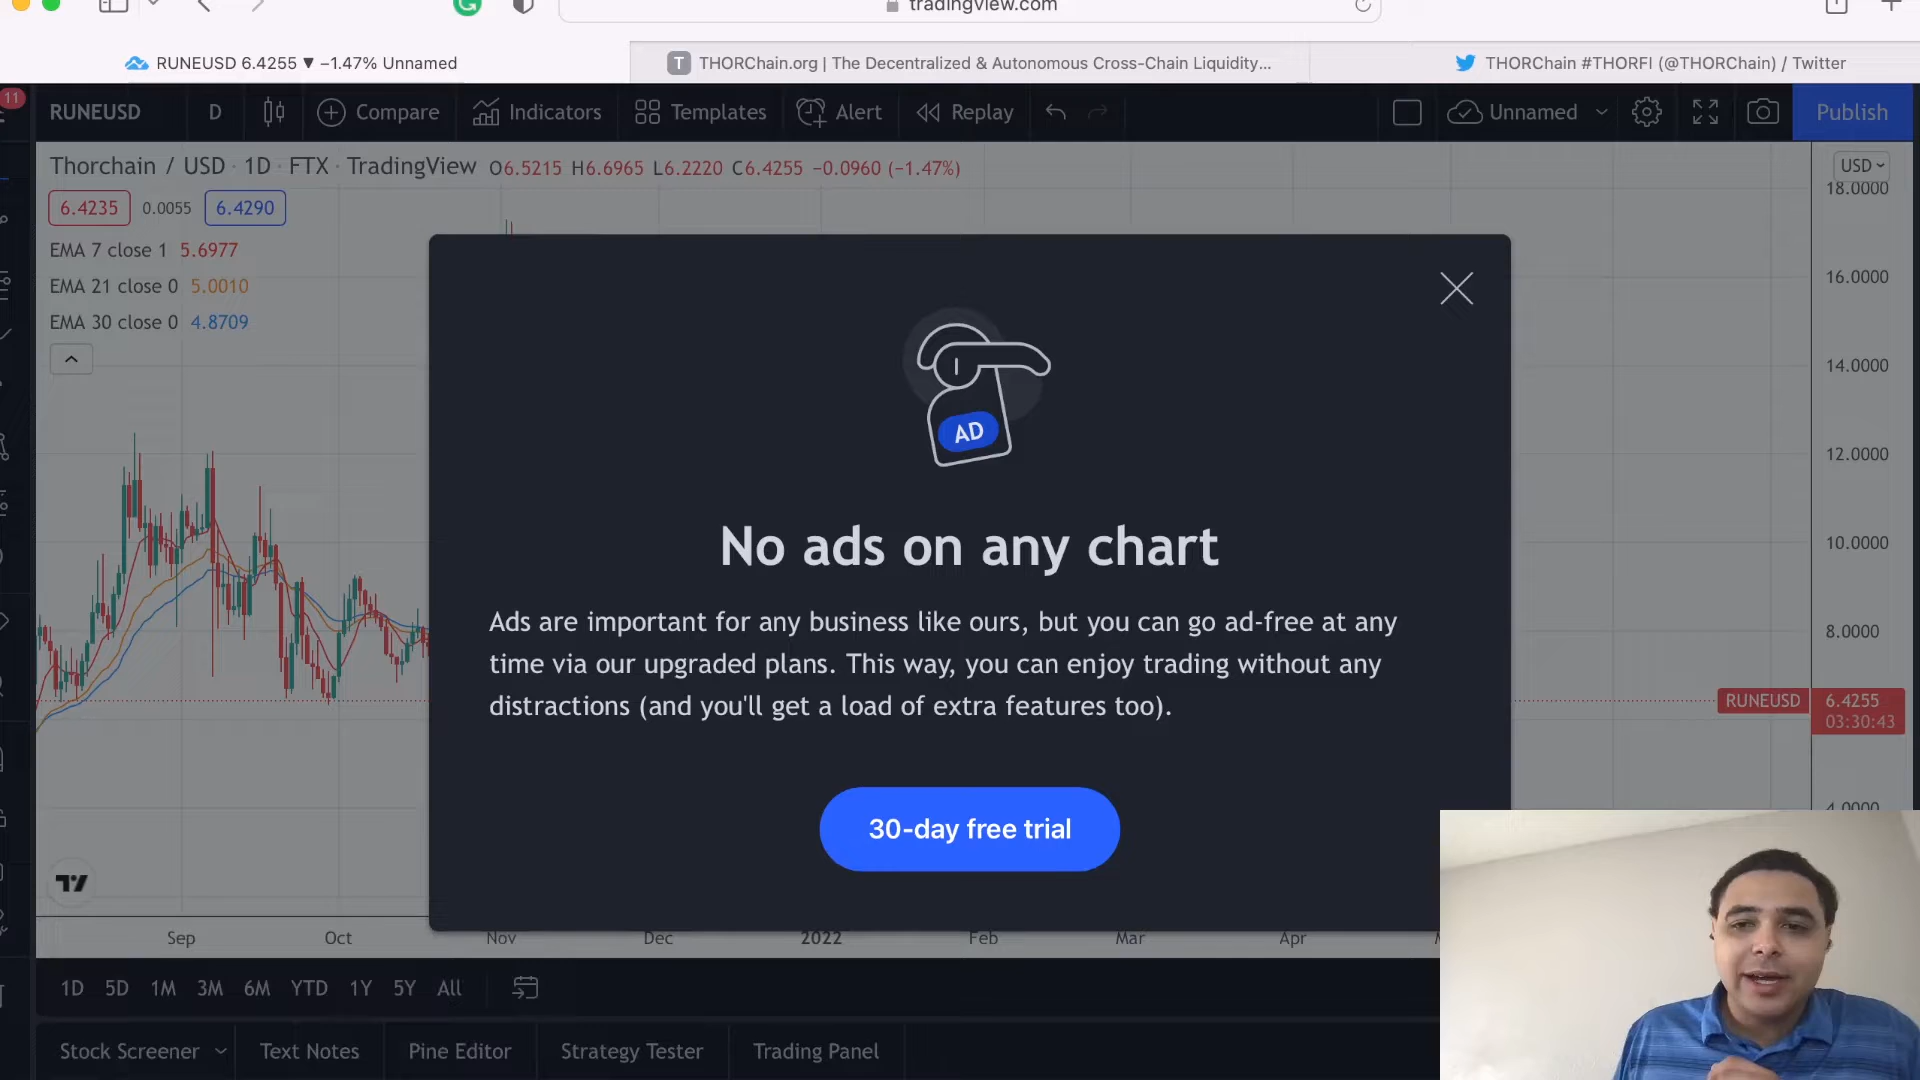 tradingview.com
RUNEUSD 6.4255 ▼ −1.47% Unnamed
T THORChain.org | The Decentralized & Autonomous Cross-Chain Liquidity...
THORChain #THORFI (@THORChain) / Twitter
11
RUNEUSD D Compare Indicators Templates Alert Replay Unnamed Publish
Thorchain / USD · 1D · FTX · TradingView O6.5215 H6.6965 L6.2220 C6.4255 −0.0960 (−1.47%)
USD
6.4235 0.0055 6.4290
EMA 7 close 1 5.6977
EMA 21 close 0 5.0010
EMA 30 close 0 4.8709
18.0000
16.0000
14.0000
12.0000
10.0000
8.0000
RUNEUSD 6.4255
03:30:43
4.0000
AD
No ads on any chart
Ads are important for any business like ours, but you can go ad-free at any
time via our upgraded plans. This way, you can enjoy trading without any
distractions (and you'll get a load of extra features too).
30-day free trial
Sep Oct Nov Dec 2022 Feb Mar Apr
1D 5D 1M 3M 6M YTD 1Y 5Y All
Stock Screener Text Notes Pine Editor Strategy Tester Trading Panel